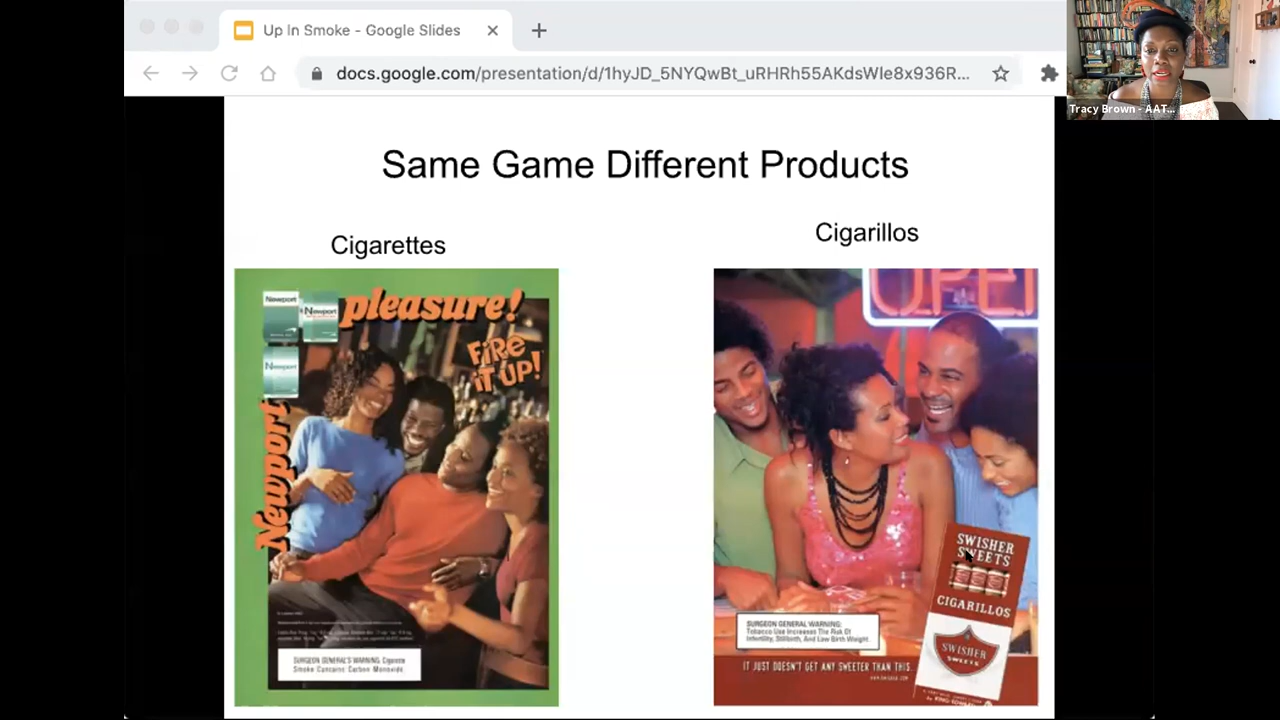 Up In Smoke - Google Slides
docs.google.com/presentation/d/1hyJD_5NYQwBt_uRHRh55AKdsWle8x936R...
Tracy Brown - AAT...
Same Game Different Products
Cigarettes
Cigarillos
Newport
Newport
Newport
pleasure!
FiRe
iT UP!
Newport
SURGEON GENERAL'S WARNING: Cigarette
Smoke Contains Carbon Monoxide.
OPEN
SWISHER
SWEETS
CIGARILLOS
SWISHER
SWEETS
SURGEON GENERAL WARNING:
Tobacco Use Increases The Risk Of
Infertility, Stillbirth, And Low Birth Weight.
IT JUST DOESN'T GET ANY SWEETER THAN THIS.